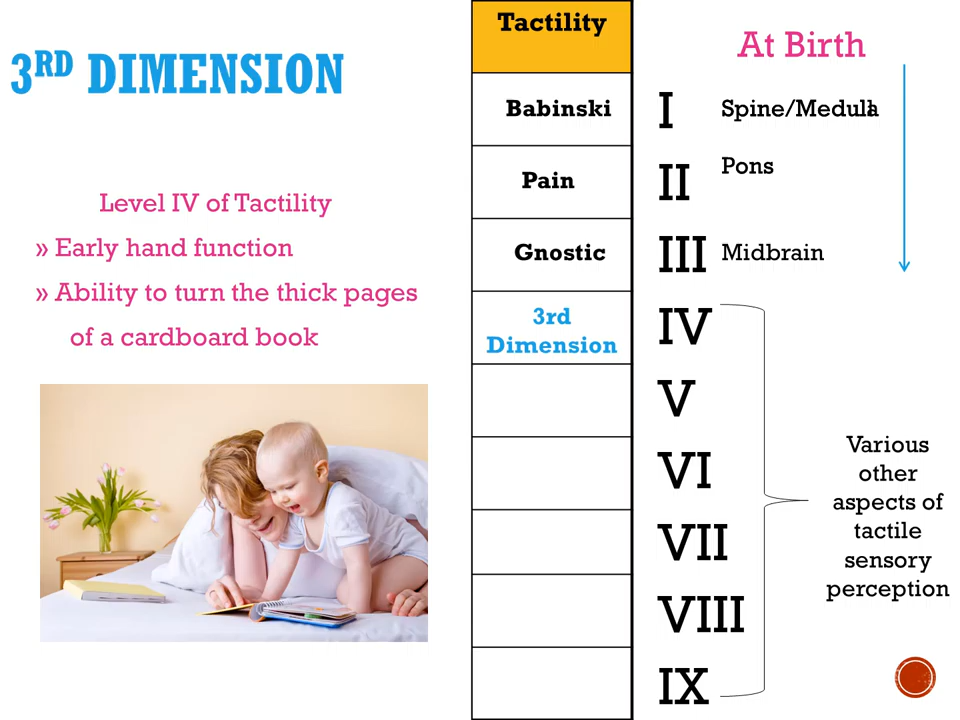 3RD DIMENSION
Level IV of Tactility
» Early hand function
» Ability to turn the thick pages
of a cardboard book
Tactility
Babinski
Pain
Gnostic
3rd
Dimension
At Birth
I Spine/Medulla
II Pons
III Midbrain
IV
V
VI
VII
VIII
IX
Various
other
aspects of
tactile
sensory
perception